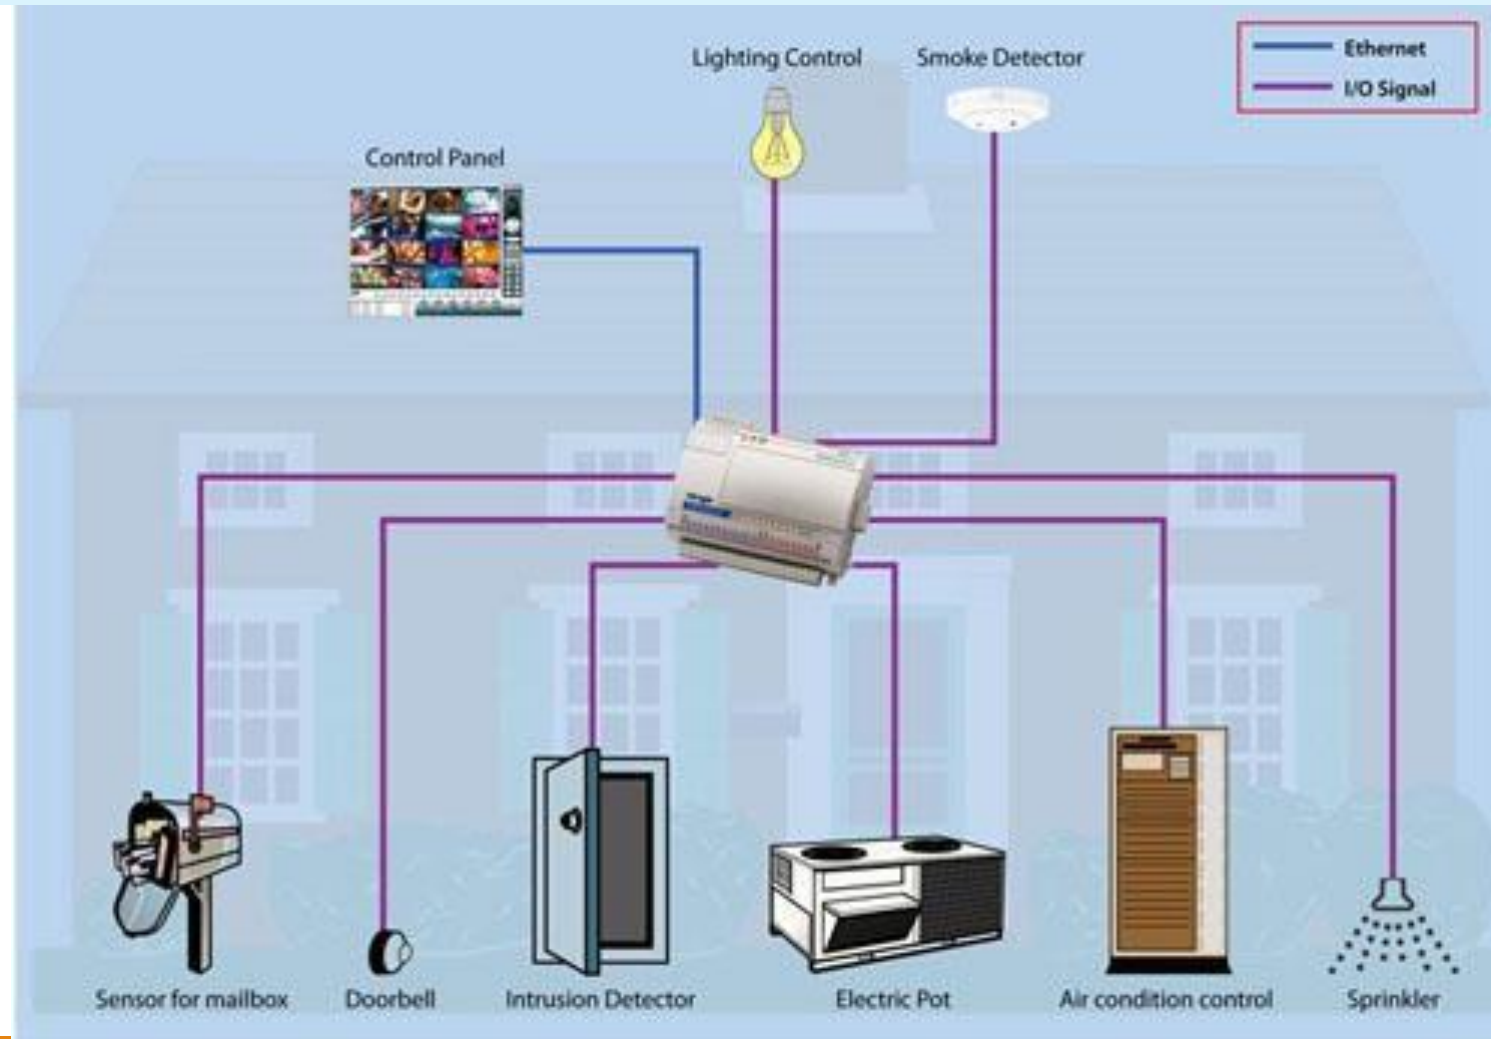 Lighting Control
Smoke Detector
Ethernet
I/O Signal
Control Panel
Sensor for mailbox
Doorbell
Intrusion Detector
Electric Pot
Air condition control
Sprinkler